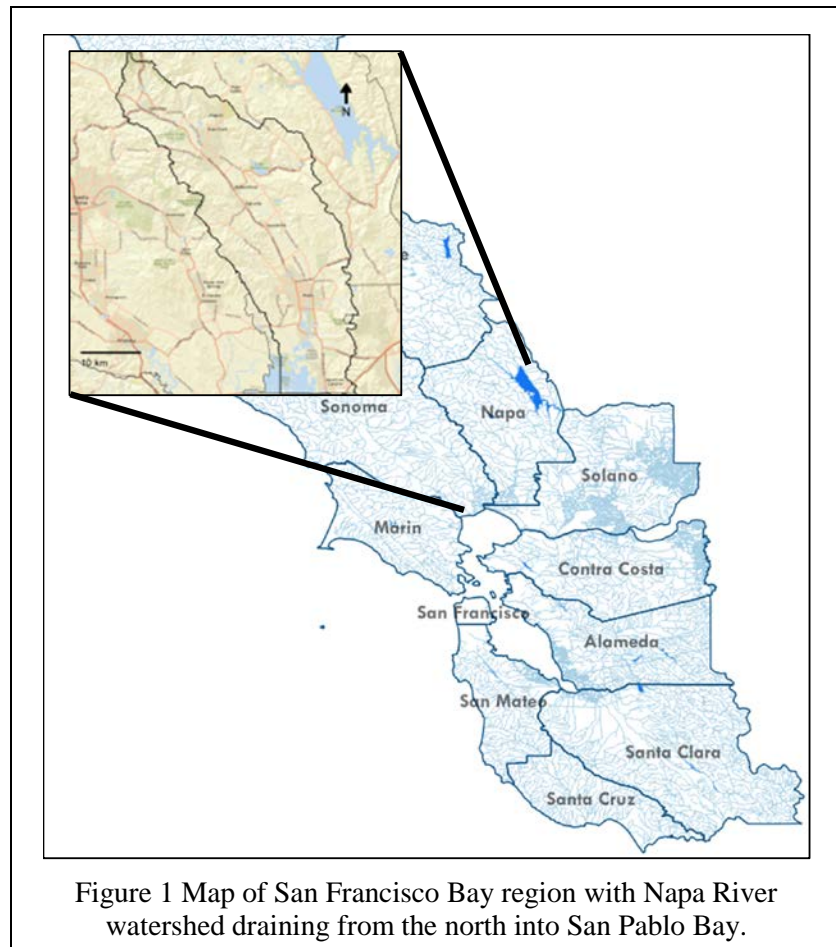 N
10 km
e
Sonoma
Napa
Solano
Marin
Contra Costa
San Francisco
Alameda
San Mateo
Santa Clara
Santa Cruz
Figure 1 Map of San Francisco Bay region with Napa River
watershed draining from the north into San Pablo Bay.